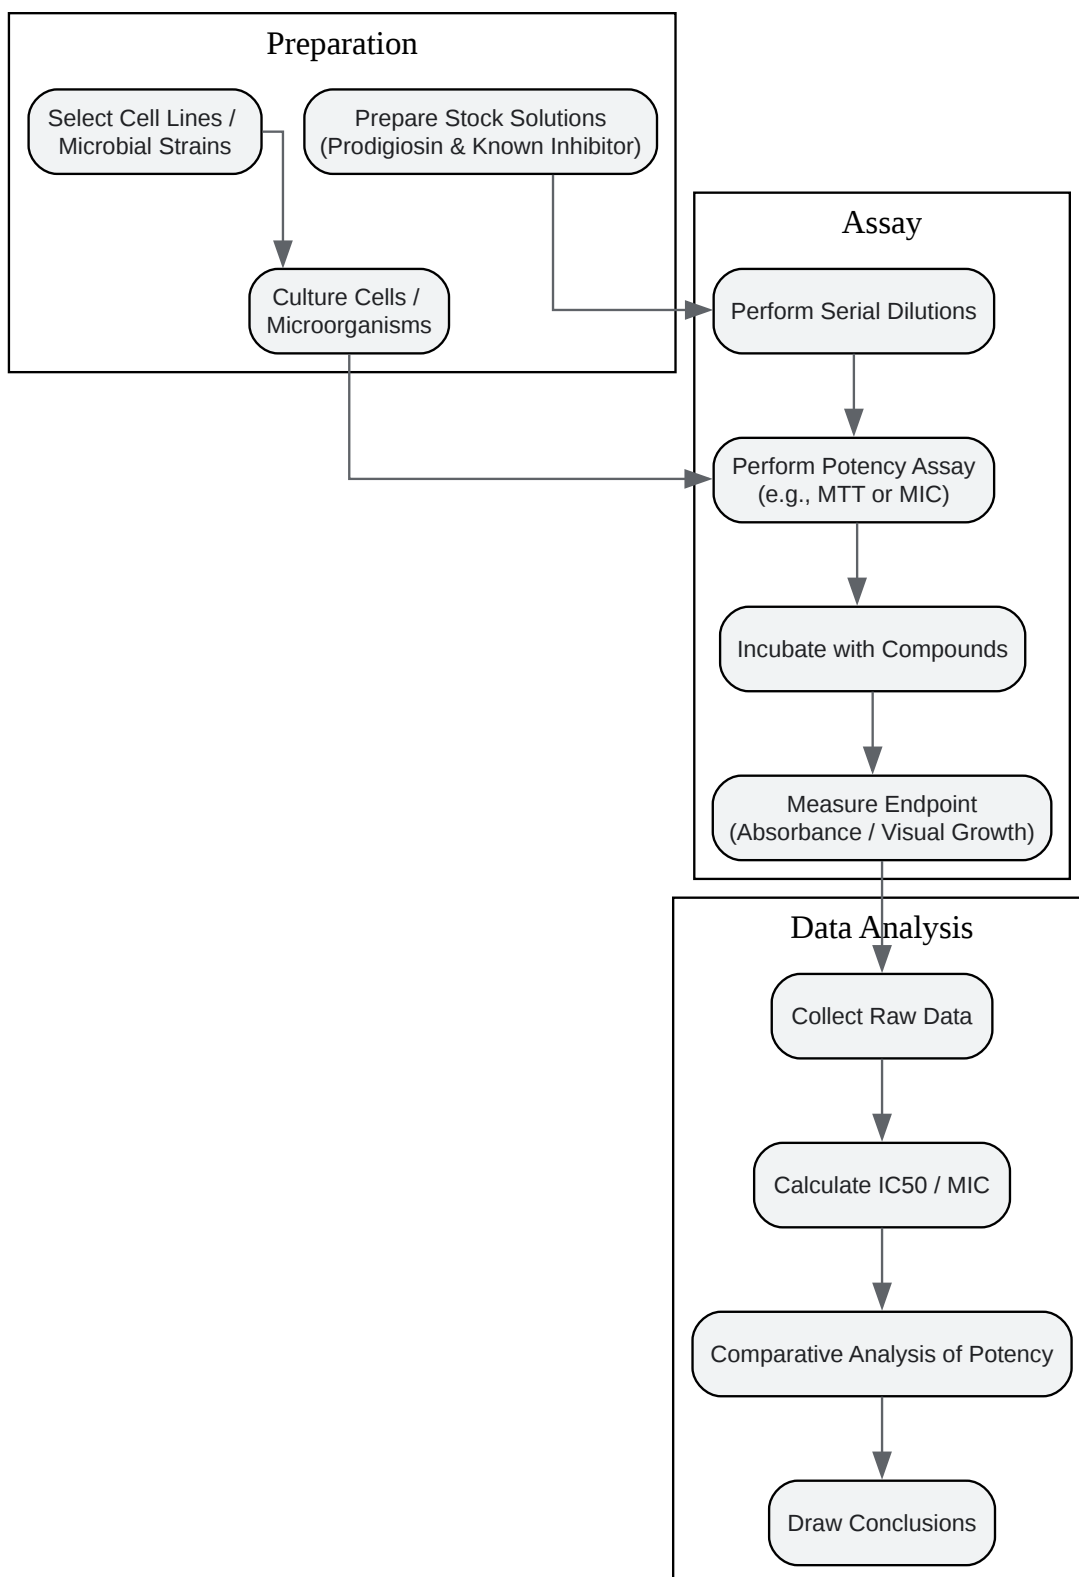 Preparation
Select Cell Lines /
Microbial Strains
Prepare Stock Solutions
(Prodigiosin & Known Inhibitor)
Culture Cells /
Microorganisms
Assay
Perform Serial Dilutions
Perform Potency Assay
(e.g., MTT or MIC)
Incubate with Compounds
Measure Endpoint
(Absorbance / Visual Growth)
Data Analysis
Collect Raw Data
Calculate IC50 / MIC
Comparative Analysis of Potency
Draw Conclusions